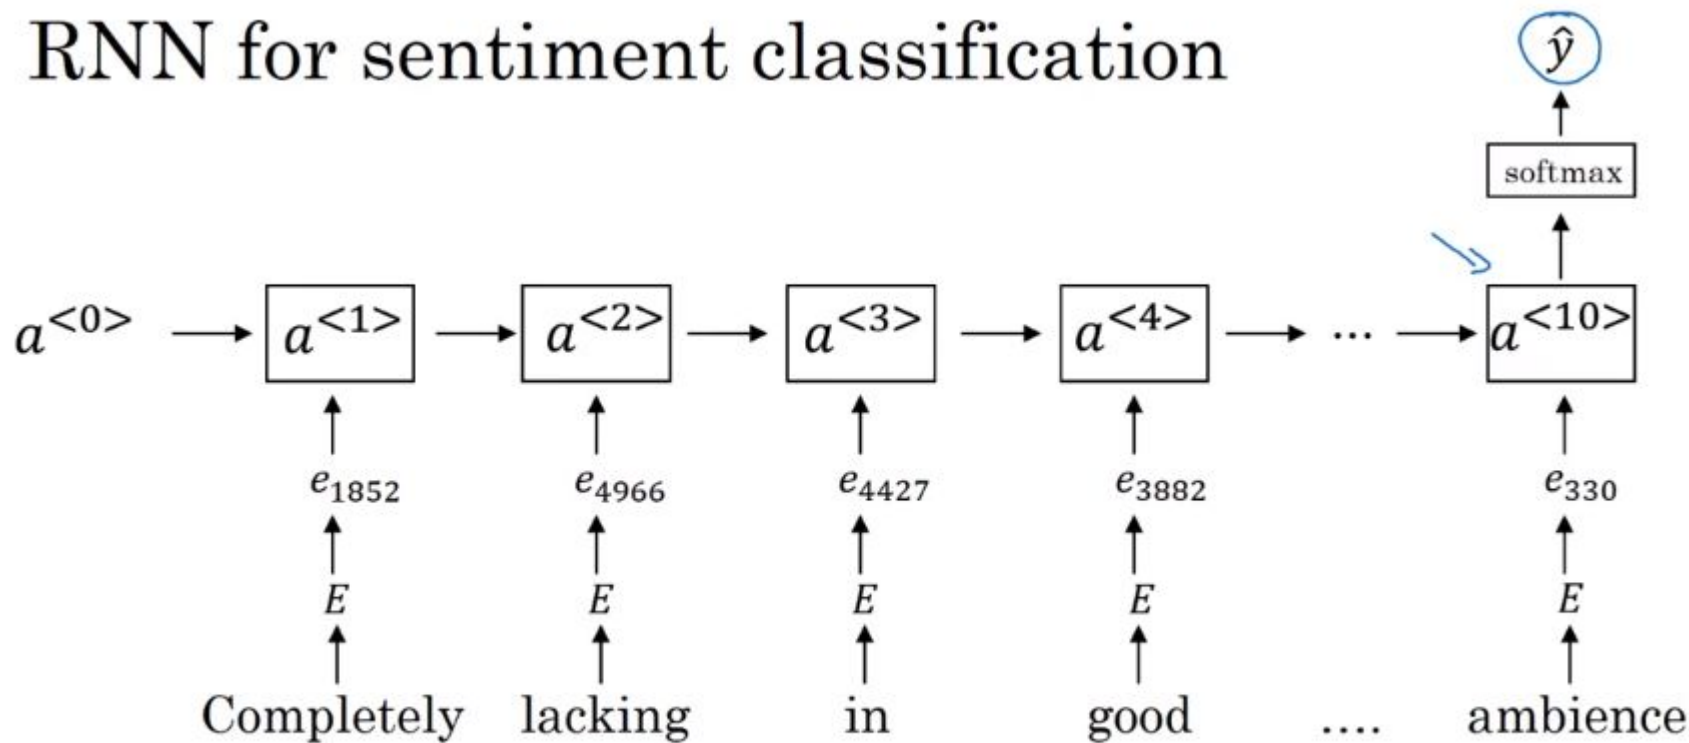 RNN for sentiment classification
ŷ
softmax
a<0> a<1> a<2> a<3> a<4> ... a<10>
e1852 e4966 e4427 e3882 e330
E E E E E
Completely lacking in good .... ambience